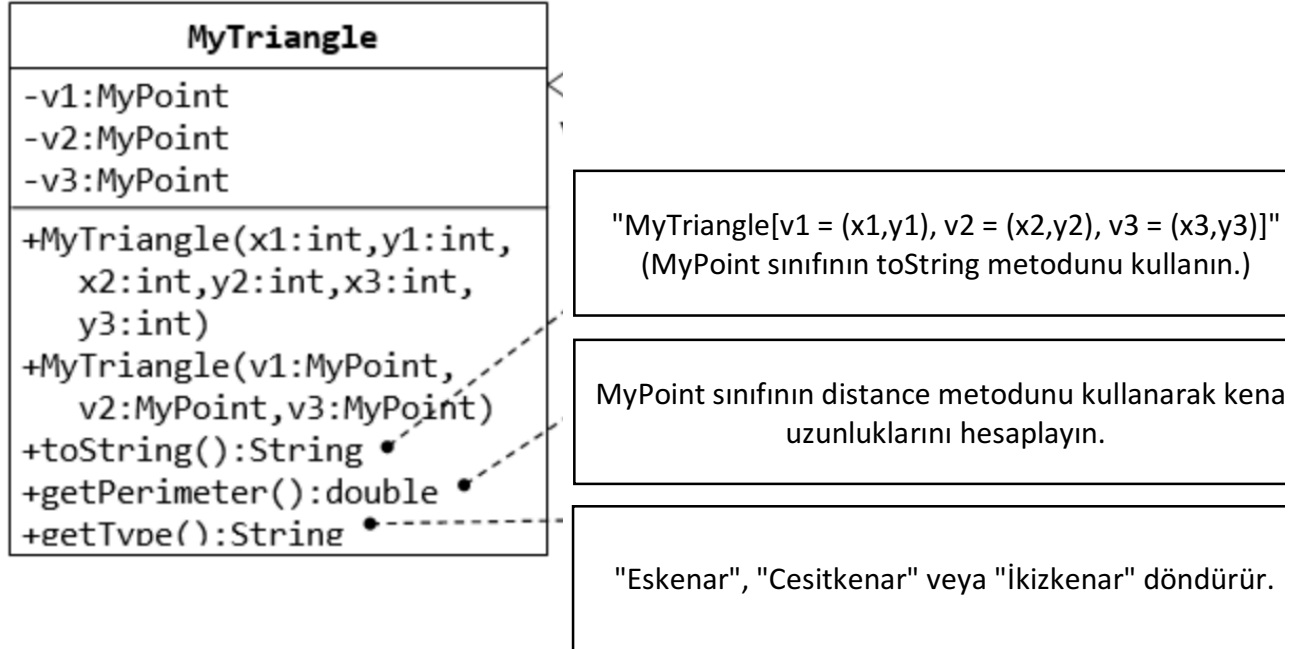 MyTriangle
-v1:MyPoint
-v2:MyPoint
-v3:MyPoint
+MyTriangle(x1:int,y1:int,
x2:int,y2:int,x3:int,
y3:int)
+MyTriangle(v1:MyPoint,
v2:MyPoint,v3:MyPoint)
+toString():String
+getPerimeter():double
+getType():String
"MyTriangle[v1 = (x1,y1), v2 = (x2,y2), v3 = (x3,y3)]"
(MyPoint sınıfının toString metodunu kullanın.)
MyPoint sınıfının distance metodunu kullanarak kena
uzunluklarını hesaplayın.
"Eskenar", "Cesitkenar" veya "İkizkenar" döndürür.